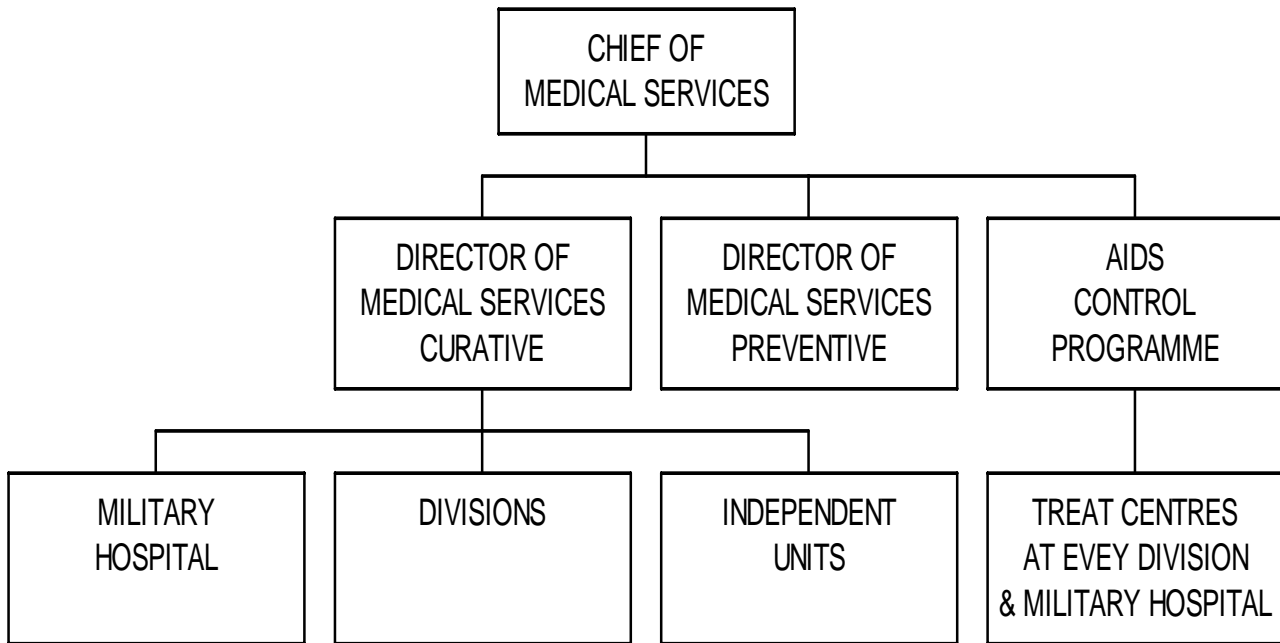 CHIEF OF
MEDICAL SERVICES
DIRECTOR OF
MEDICAL SERVICES
CURATIVE
DIRECTOR OF
MEDICAL SERVICES
PREVENTIVE
AIDS
CONTROL
PROGRAMME
MILITARY
HOSPITAL
DIVISIONS
INDEPENDENT
UNITS
TREAT CENTRES
AT EVEY DIVISION
& MILITARY HOSPITAL